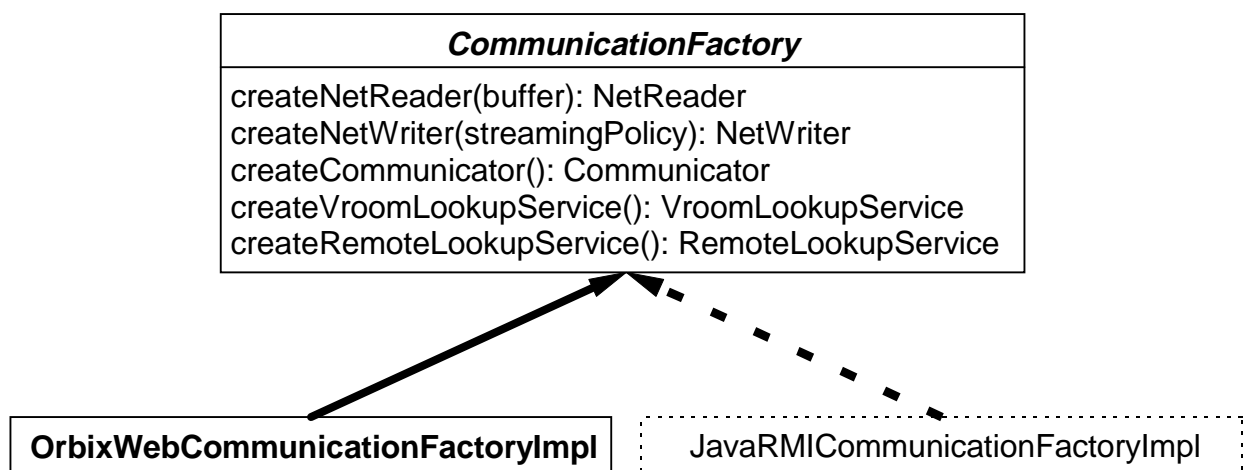 CommunicationFactory
createNetReader(buffer): NetReader
createNetWriter(streamingPolicy): NetWriter
createCommunicator(): Communicator
createVroomLookupService(): VroomLookupService
createRemoteLookupService(): RemoteLookupService
OrbixWebCommunicationFactoryImpl
JavaRMICommunicationFactoryImpl